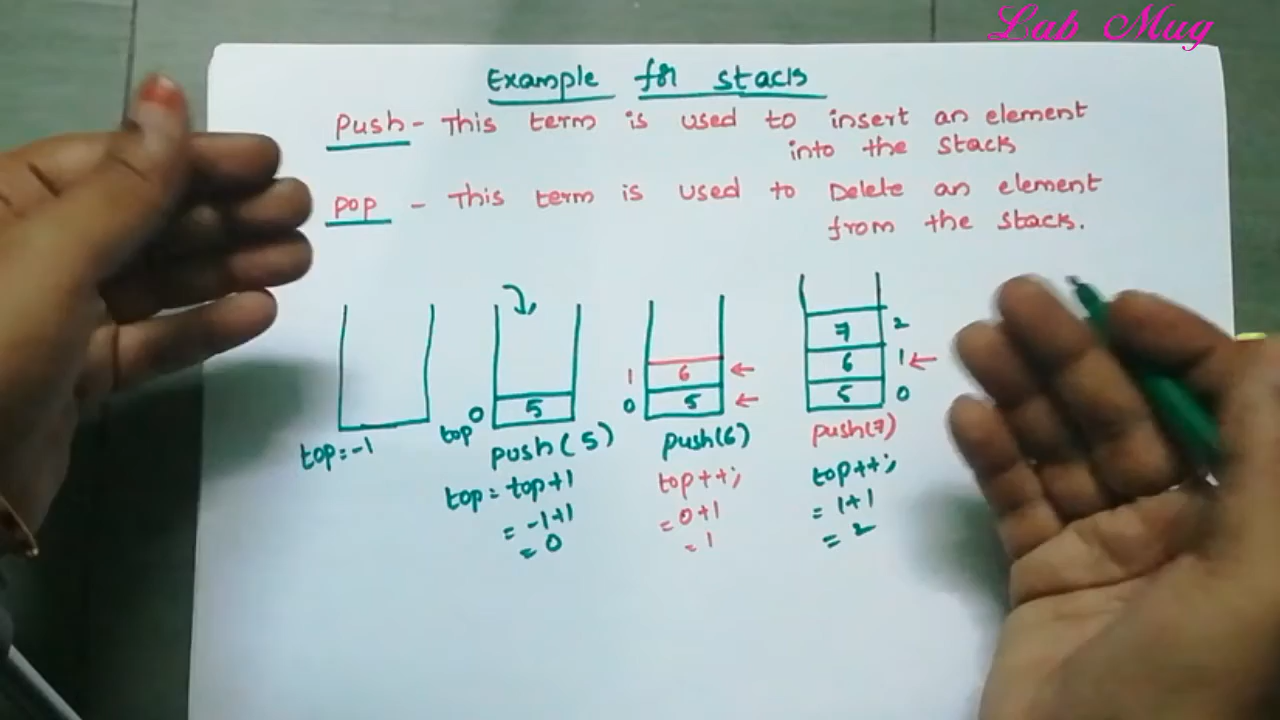 Lab Mug
Example for stack
Push - This term is used to insert an element
into the stack
Pop - This term is used to Delete an element
from the stack.
7 2
6 1 ←
5 0
1 6 ←
0 5 ←
0 5
top
top = -1
push(5)
push(6)
push(7)
top = top+1
= -1+1
= 0
top++;
= 0+1
= 1
top++;
= 1+1
= 2